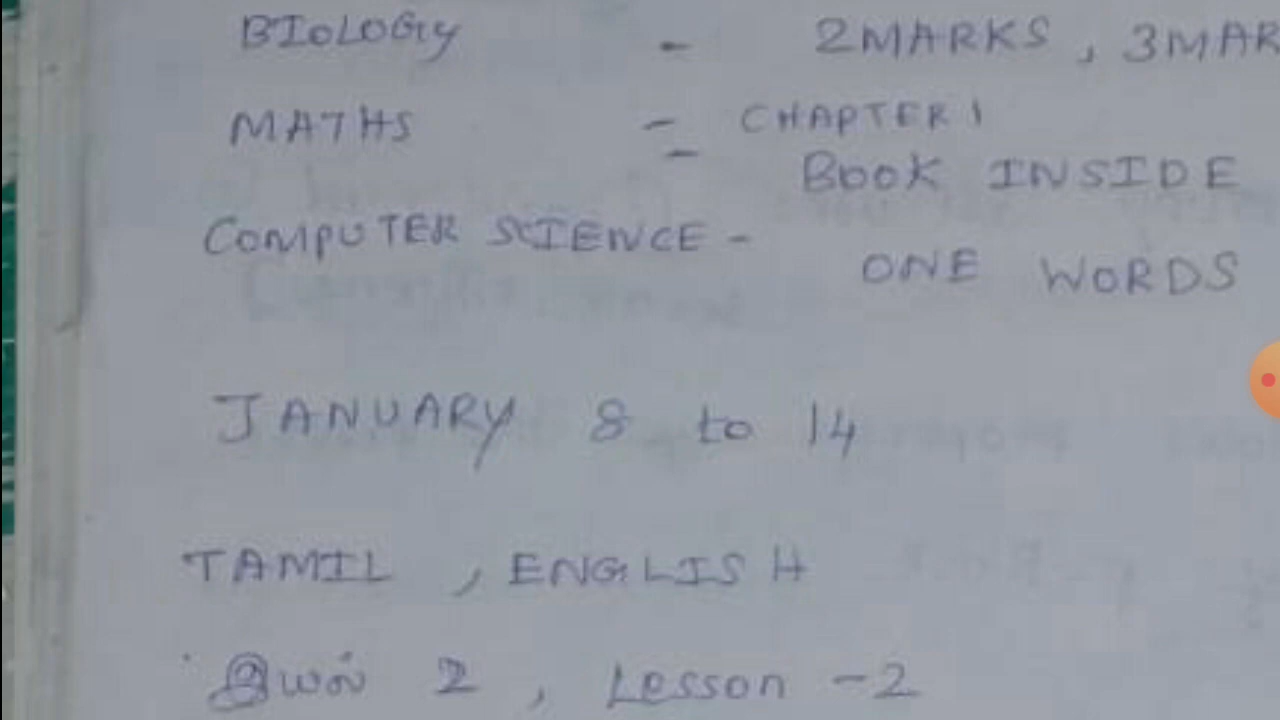 BIOLOGY - 2MARKS , 3MAR
MATHS - CHAPTER 1
- BOOK INSIDE
COMPUTER SCIENCE -
ONE WORDS
JANUARY 8 to 14
TAMIL , ENGLISH
இயல் 2 , Lesson -2